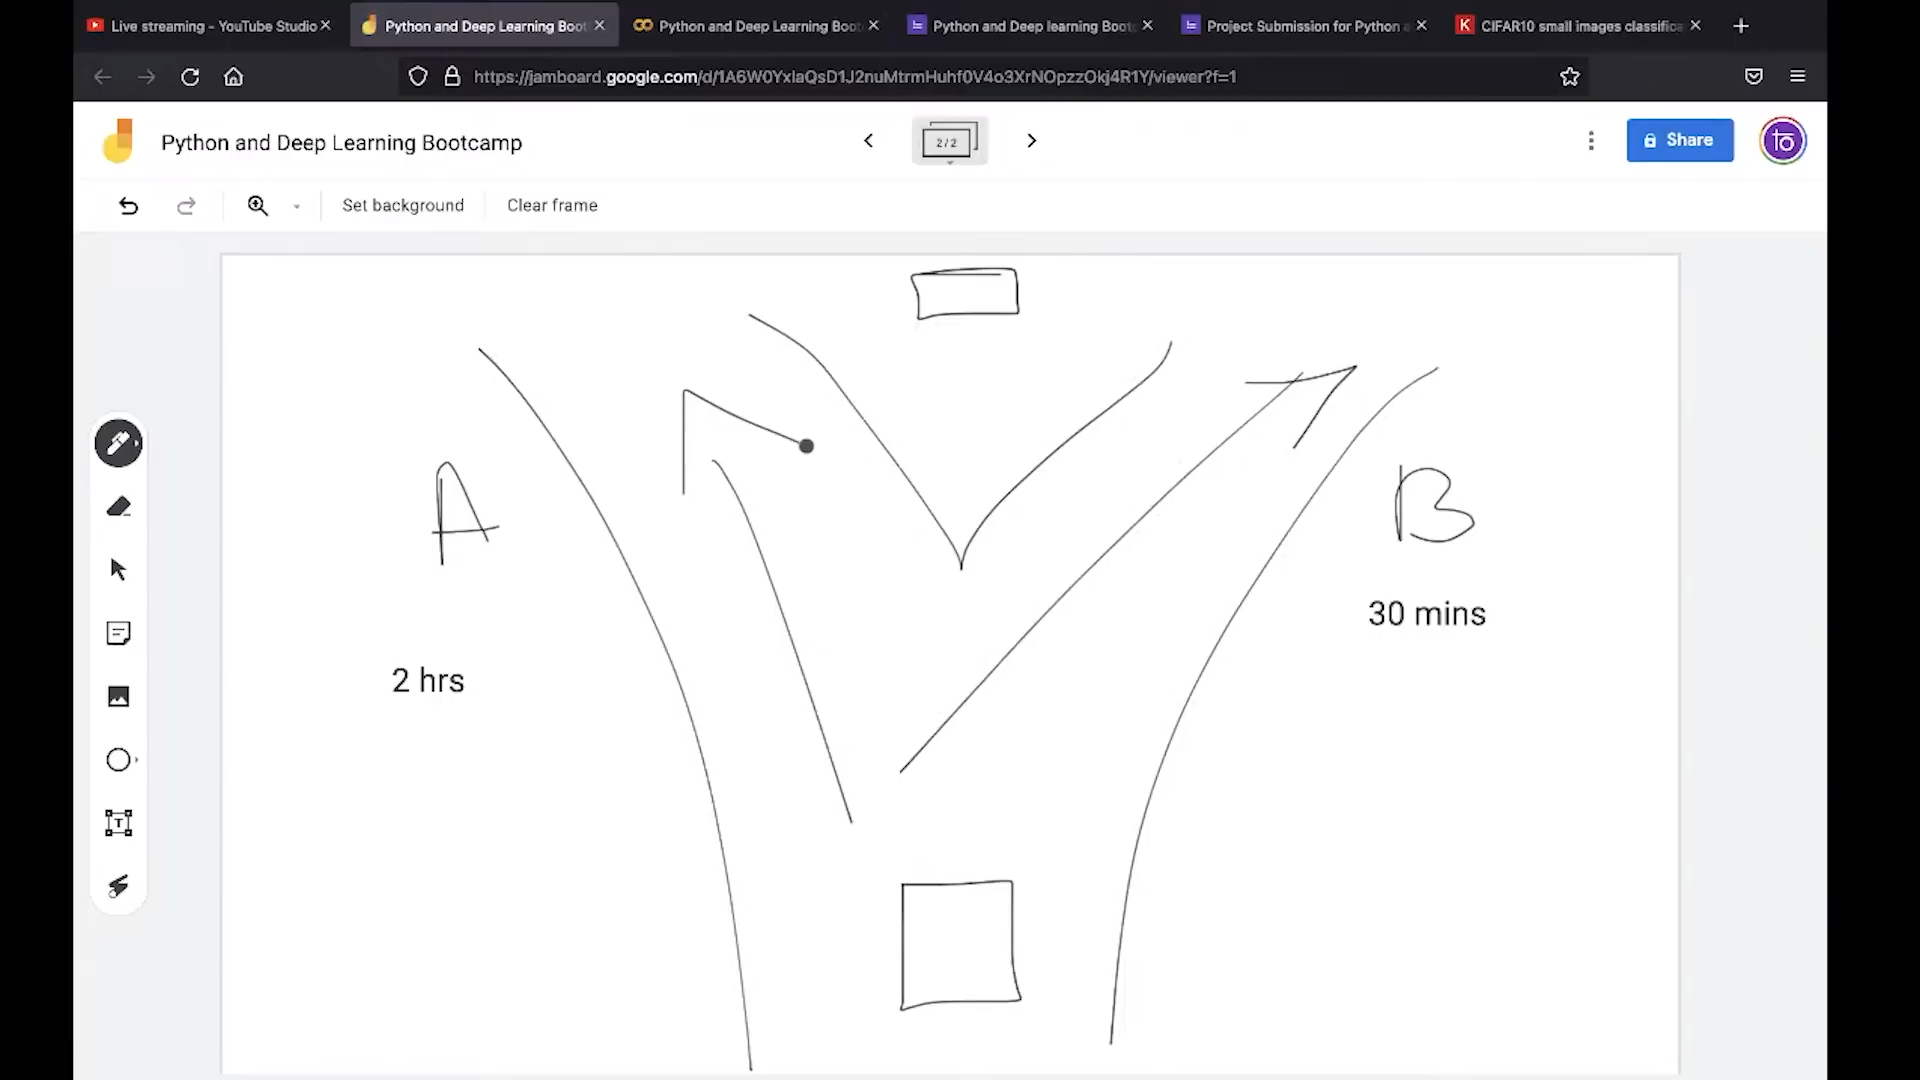 Live streaming - YouTube Studio
Python and Deep Learning Boot
Python and Deep Learning Boot
Python and Deep learning Boot
Project Submission for Python a
K CIFAR10 small images classifica
https://jamboard.google.com/d/1A6W0YxlaQsD1J2nuMtrmHuhf0V4o3XrNOpzzOkj4R1Y/viewer?f=1
Python and Deep Learning Bootcamp
2/2
Share
to
Set background
Clear frame
A
B
30 mins
2 hrs
T